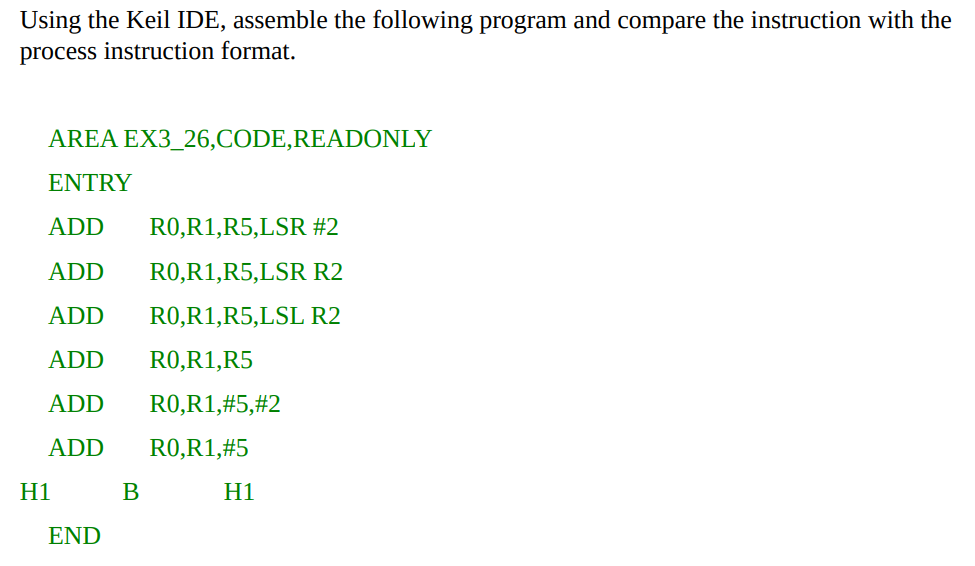 Using the Keil IDE, assemble the following program and compare the instruction with the
process instruction format.
AREA EX3_26,CODE,READONLY
ENTRY
ADD R0,R1,R5,LSR #2
ADD R0,R1,R5,LSR R2
ADD R0,R1,R5,LSL R2
ADD R0,R1,R5
ADD R0,R1,#5,#2
ADD R0,R1,#5
H1 B H1
END